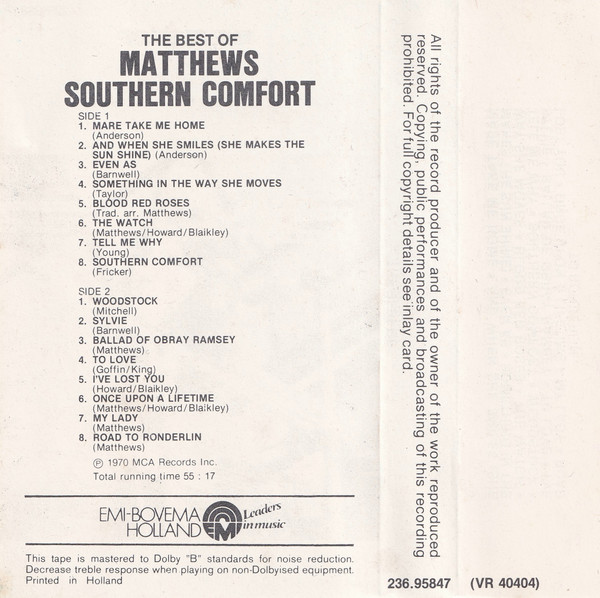 THE BEST OF
MATTHEWS
SOUTHERN COMFORT
SIDE 1
1. MARE TAKE ME HOME
(Anderson)
2. AND WHEN SHE SMILES (SHE MAKES THE
SUN SHINE) (Anderson)
3. EVEN AS
(Barnwell)
4. SOMETHING IN THE WAY SHE MOVES
(Taylor)
5. BLOOD RED ROSES
(Trad. arr. Matthews)
6. THE WATCH
(Matthews/Howard/Blaikley)
7. TELL ME WHY
(Young)
8. SOUTHERN COMFORT
(Fricker)
SIDE 2
1. WOODSTOCK
(Mitchell)
2. SYLVIE
(Barnwell)
3. BALLAD OF OBRAY RAMSEY
(Matthews)
4. TO LOVE
(Goffin/King)
5. I'VE LOST YOU
(Howard/Blaikley)
6. ONCE UPON A LIFETIME
(Matthews/Howard/Blaikley)
7. MY LADY
(Matthews)
8. ROAD TO RONDERLIN
(Matthews)
℗ 1970 MCA Records Inc.
Total running time 55 : 17
EMI-BOVEMA
HOLLAND
EM
Leaders
in music
This tape is mastered to Dolby "B" standards for noise reduction.
Decrease treble response when playing on non-Dolbyised equipment.
Printed in Holland
All rights of the record producer and of the owner of the work reproduced
reserved. Copying, public performances and broadcasting of this recording
prohibited. For full copyright details see inlay card.
236.95847 (VR 40404)